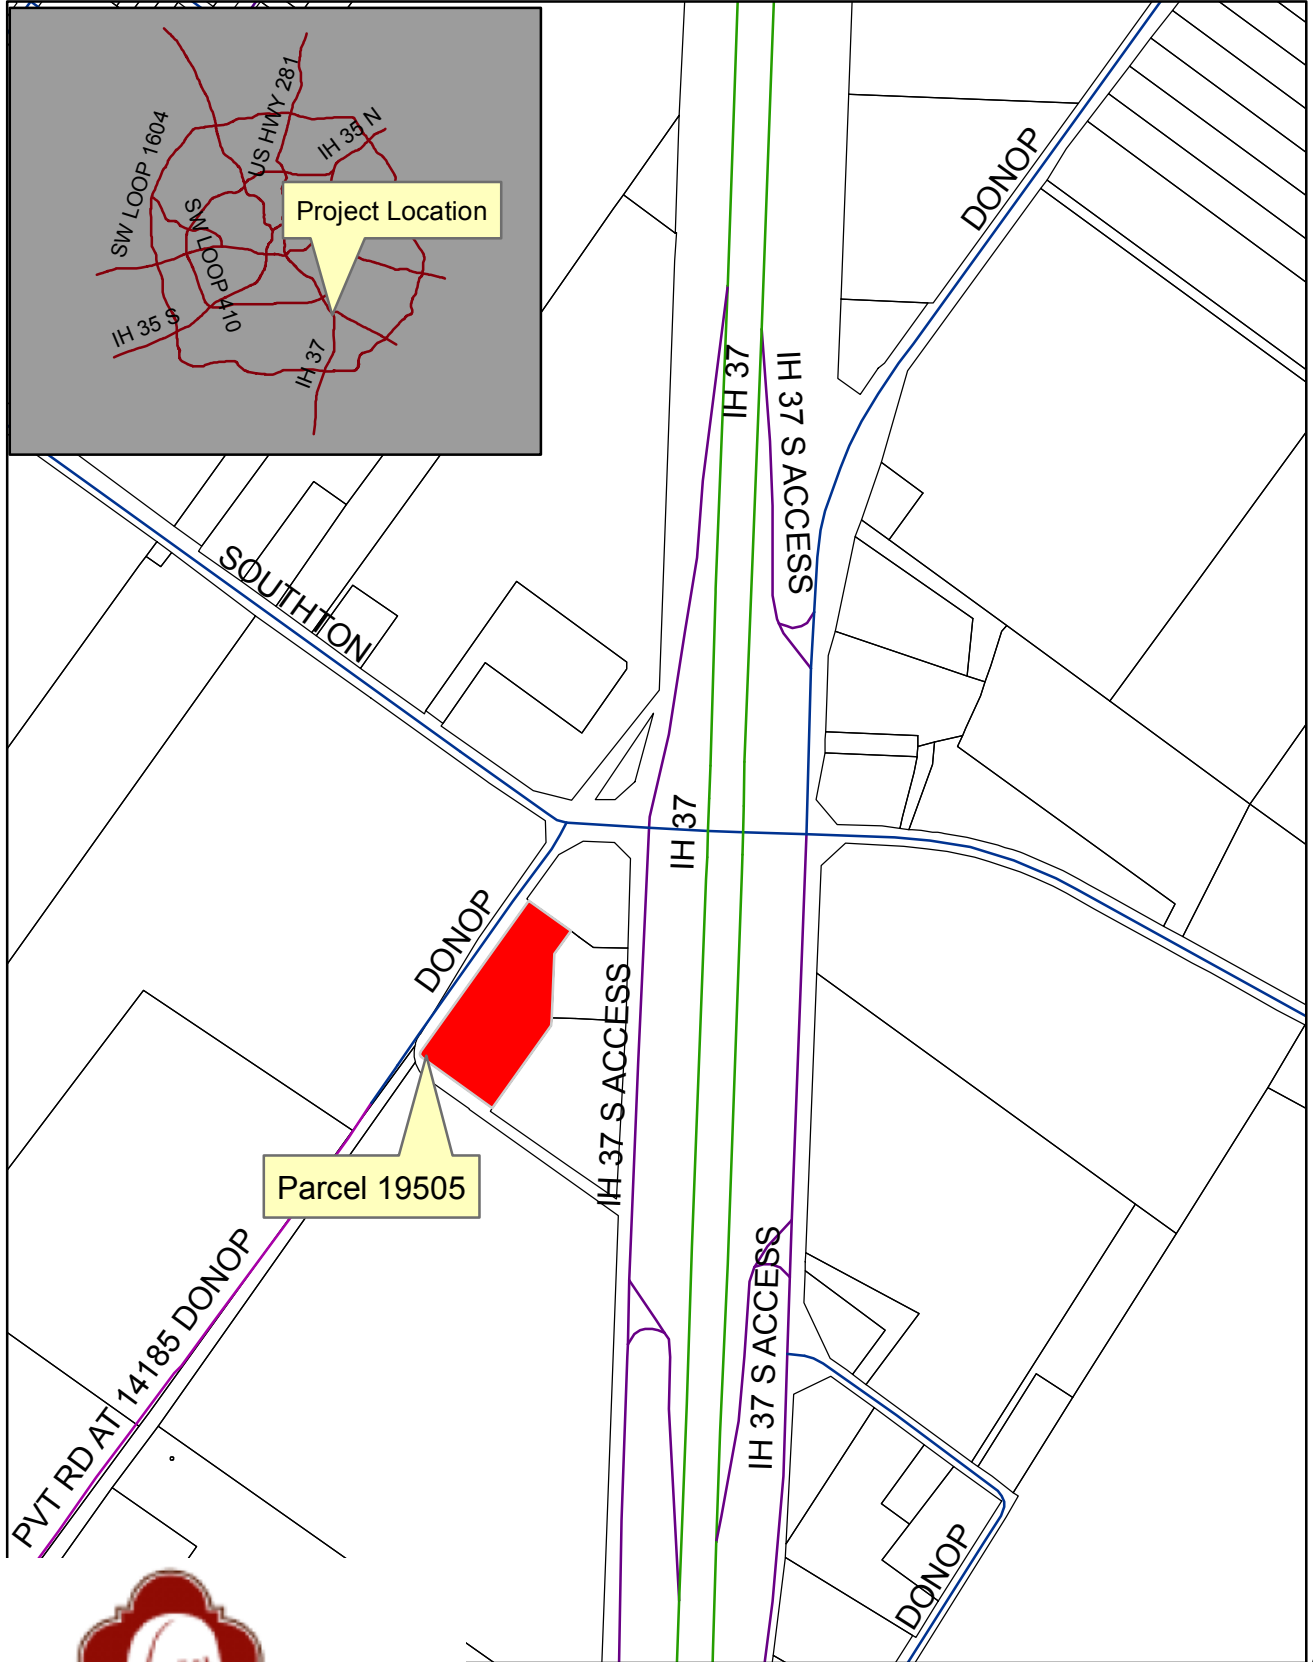 SW LOOP 1604
US HWY 281
IH 35 N
Project Location
SW LOOP 410
IH 35 S
IH 37
DONOP
IH 37
IH 37 S ACCESS
SOUTHTON
IH 37
DONOP
IH 37 S ACCESS
Parcel 19505
PVT RD AT 14185 DONOP
IH 37 S ACCESS
DONOP